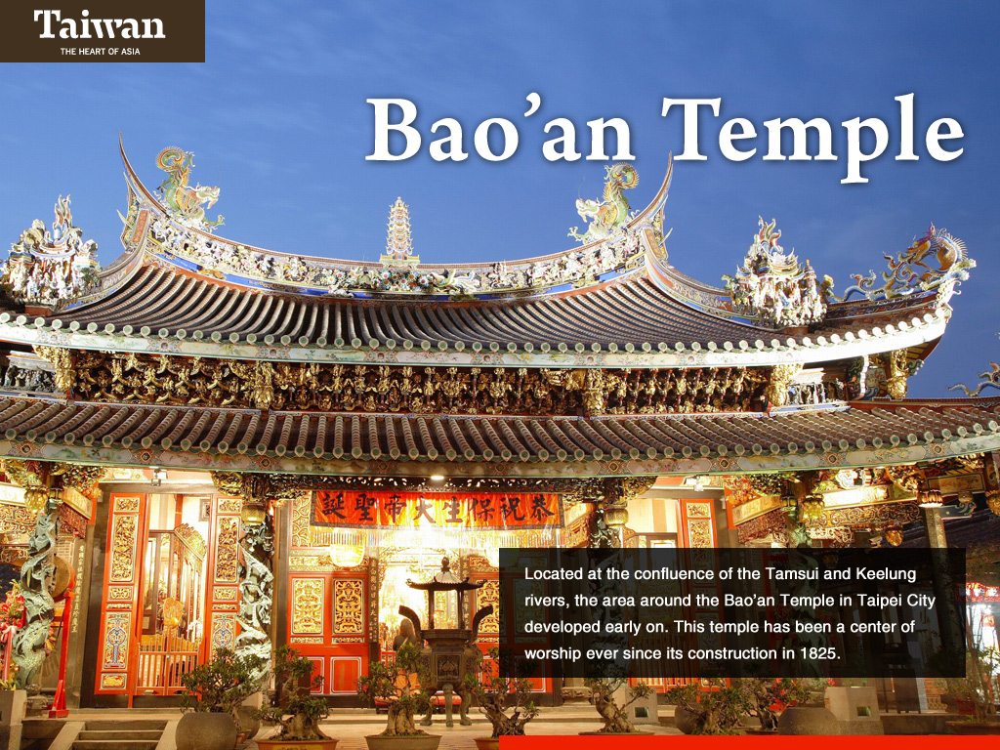 Taiwan
THE HEART OF ASIA
Bao’an Temple
誕聖帝大生保祝恭
Located at the confluence of the Tamsui and Keelung
rivers, the area around the Bao’an Temple in Taipei City
developed early on. This temple has been a center of
worship ever since its construction in 1825.